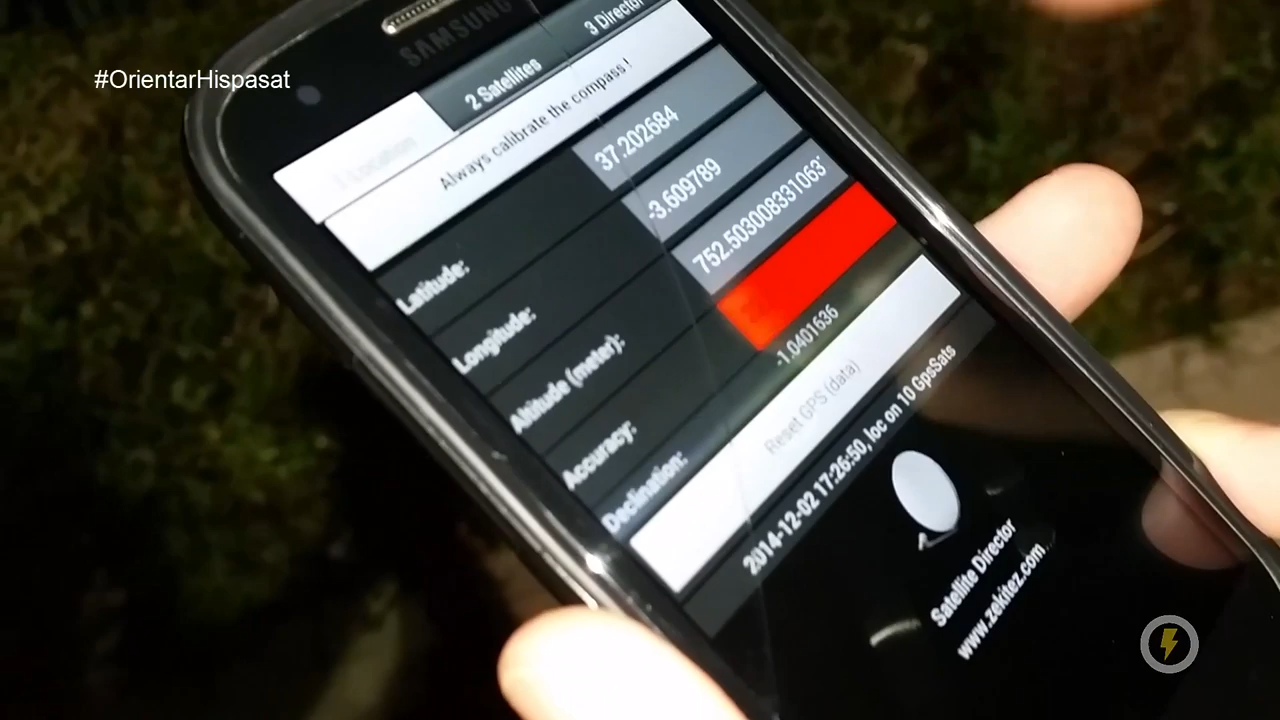 #OrientarHispasat
SAMSUNG
1 Location
2 Satellites
3 Director
Always calibrate the compass !
Latitude:
37.202684
Longitude:
-3.609789
Altitude (meter):
752.503008331063
Accuracy:
Declination:
-1.0401636
Reset GPS (data)
2014-12-02 17:26:50, loc on 10 GpsSats
Satellite Director
www.zekitez.com